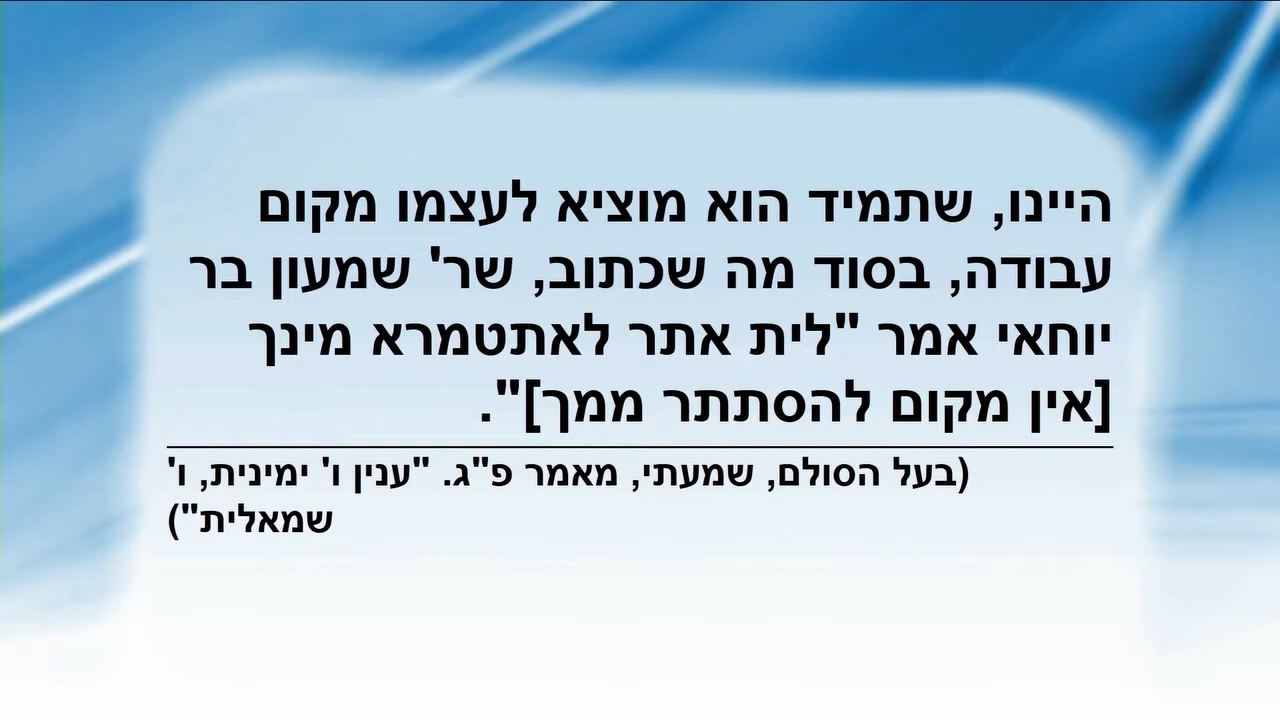 היינו, שתמיד הוא מוציא לעצמו מקום
עבודה, בסוד מה שכתוב, שר' שמעון בר
יוחאי אמר "לית אתר לאתטמרא מינך
[אין מקום להסתתר ממך]".
(בעל הסולם, שמעתי, מאמר פ"ג. "ענין ו' ימינית, ו'
שמאלית")